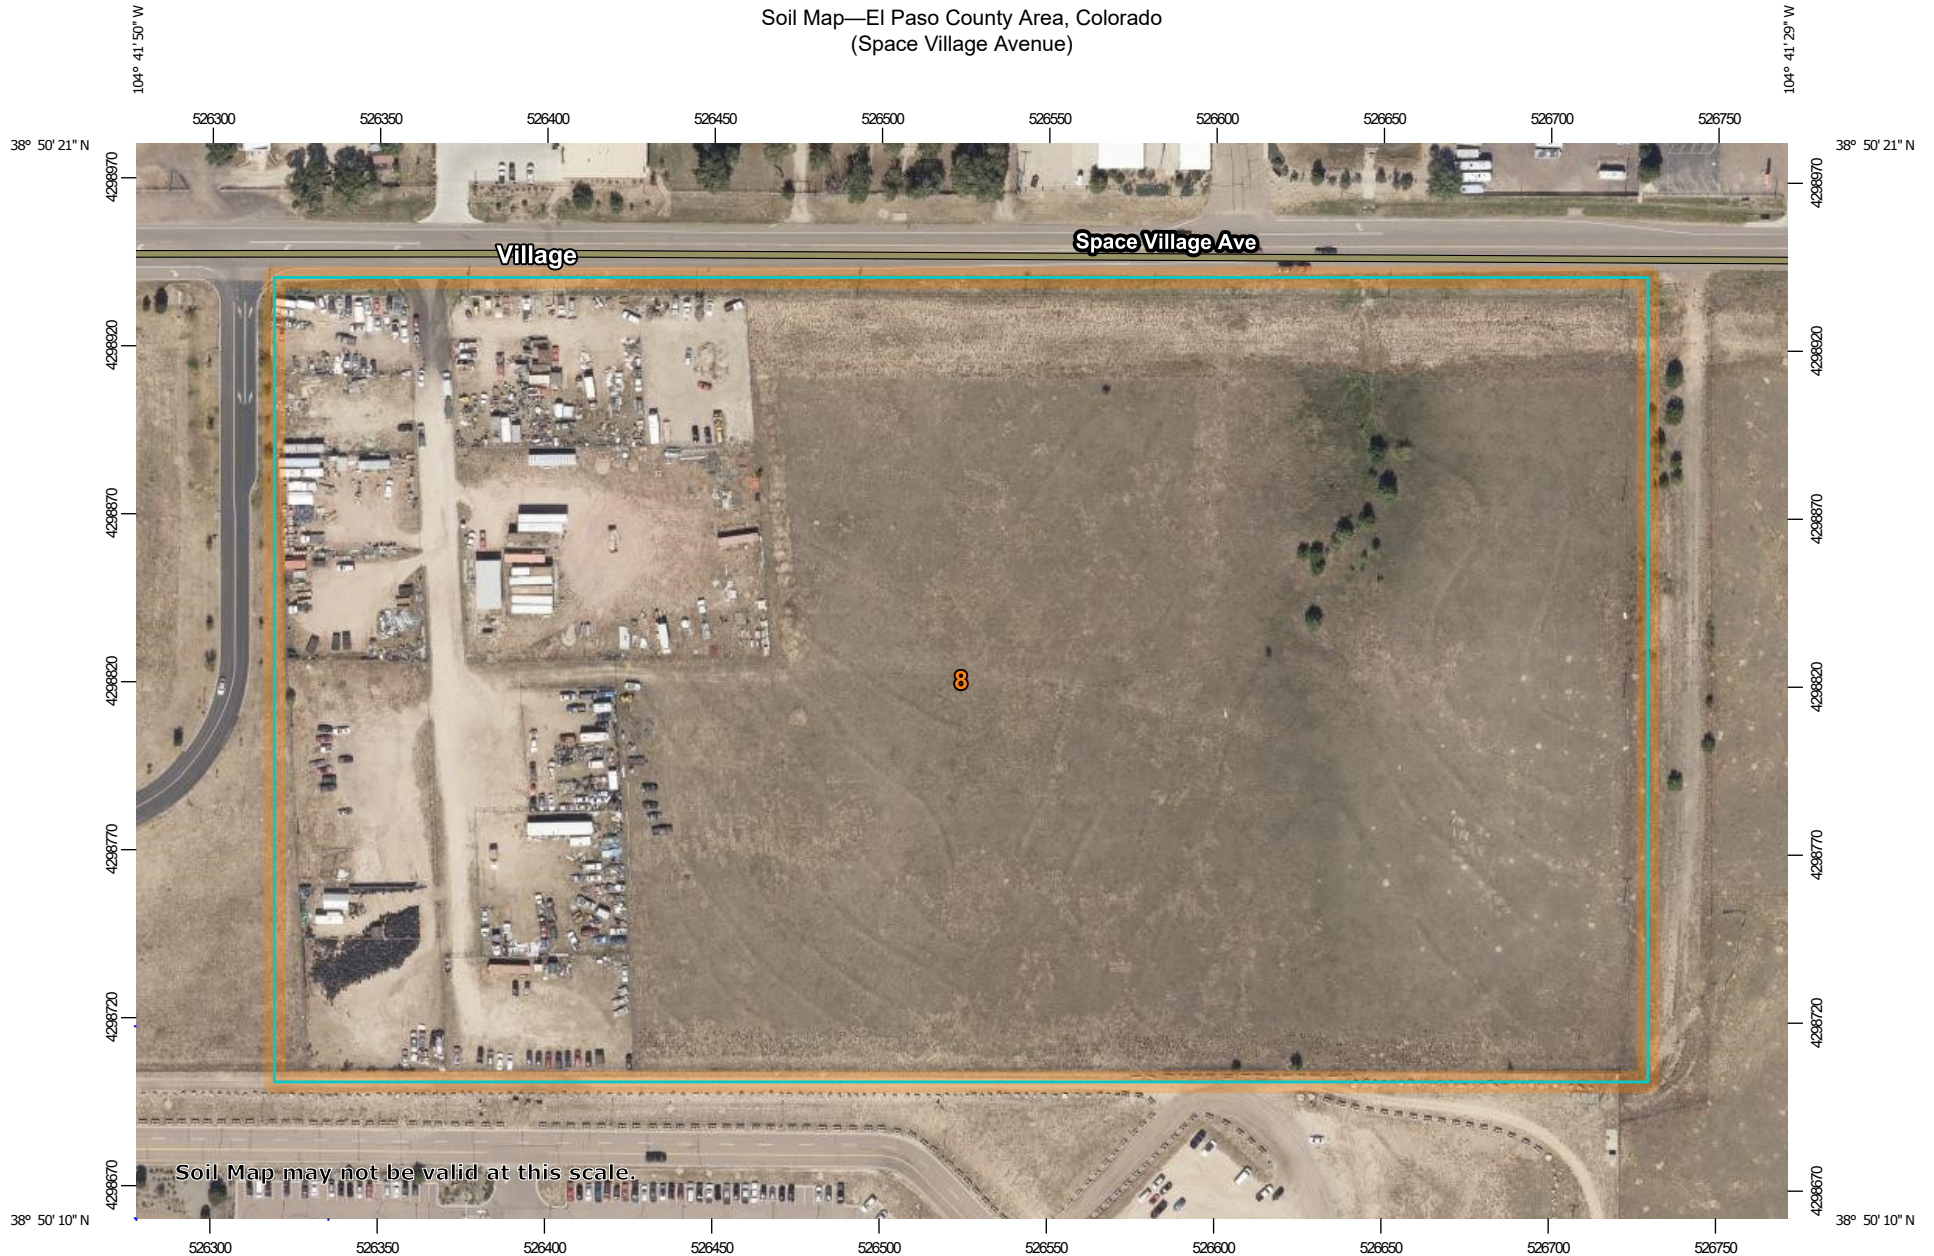 Soil Map—El Paso County Area, Colorado
(Space Village Avenue)
104° 41' 50'' W
104° 41' 29'' W
526300 526350 526400 526450 526500 526550 526600 526650 526700 526750
38° 50' 21'' N
38° 50' 21'' N
4298970
4298970
Village
Space Village Ave
4298920
4298920
4298870
4298870
4298820
8
4298820
4298770
4298770
4298720
4298720
Soil Map may not be valid at this scale.
4298670
4298670
38° 50' 10'' N
38° 50' 10'' N
526300 526350 526400 526450 526500 526550 526600 526650 526700 526750